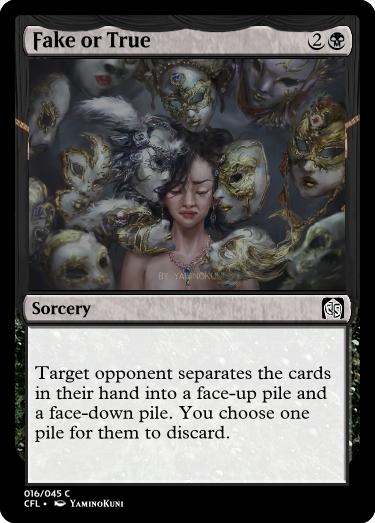 Fake or True 2
BY YAMINOKUNI
Sorcery
Target opponent separates the cards
in their hand into a face-up pile and
a face-down pile. You choose one
pile for them to discard.
016/045 C
CFL • YaminoKuni